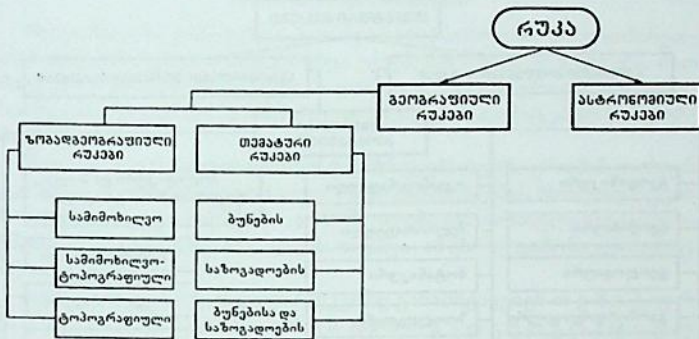 რუკა
გეოგრაფიული
რუკები
ასტრონომიული
რუკები
ზოგადგეოგრაფიული
რუკები
თემატური
რუკები
სამიმოხილვო
ბუნების
სამიმოხილვო-
ტოპოგრაფიული
საზოგადოების
ტოპოგრაფიული
ბუნებისა და
საზოგადოების